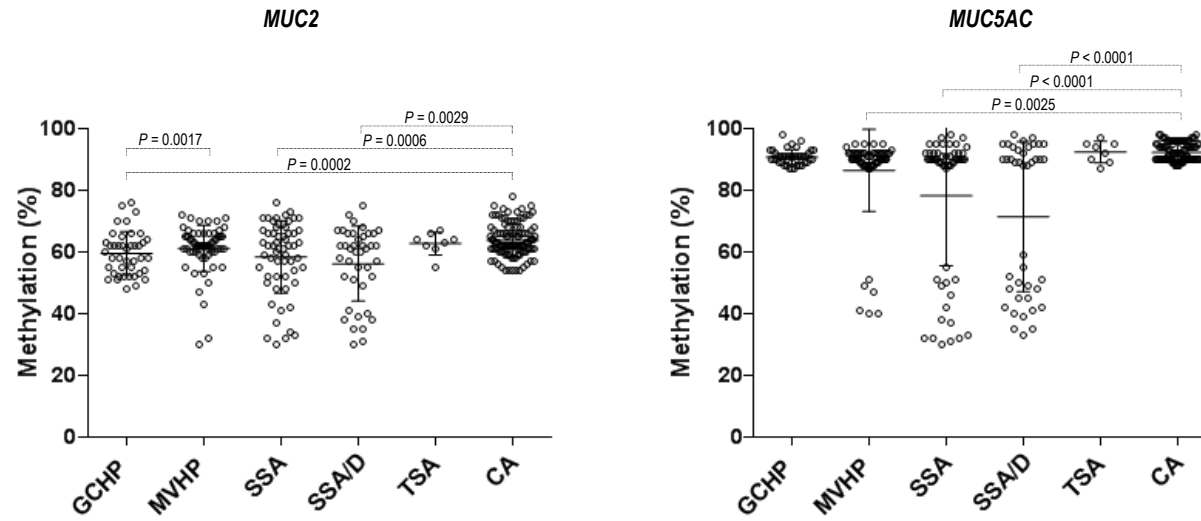 MUC2
P = 0.0029
P = 0.0017
P = 0.0006
P = 0.0002
Methylation (%)
100
80
60
40
20
0
GCHP
MVHP
SSA
SSA/D
TSA
CA
MUC5AC
P < 0.0001
P < 0.0001
P = 0.0025
Methylation (%)
100
80
60
40
20
0
GCHP
MVHP
SSA
SSA/D
TSA
CA